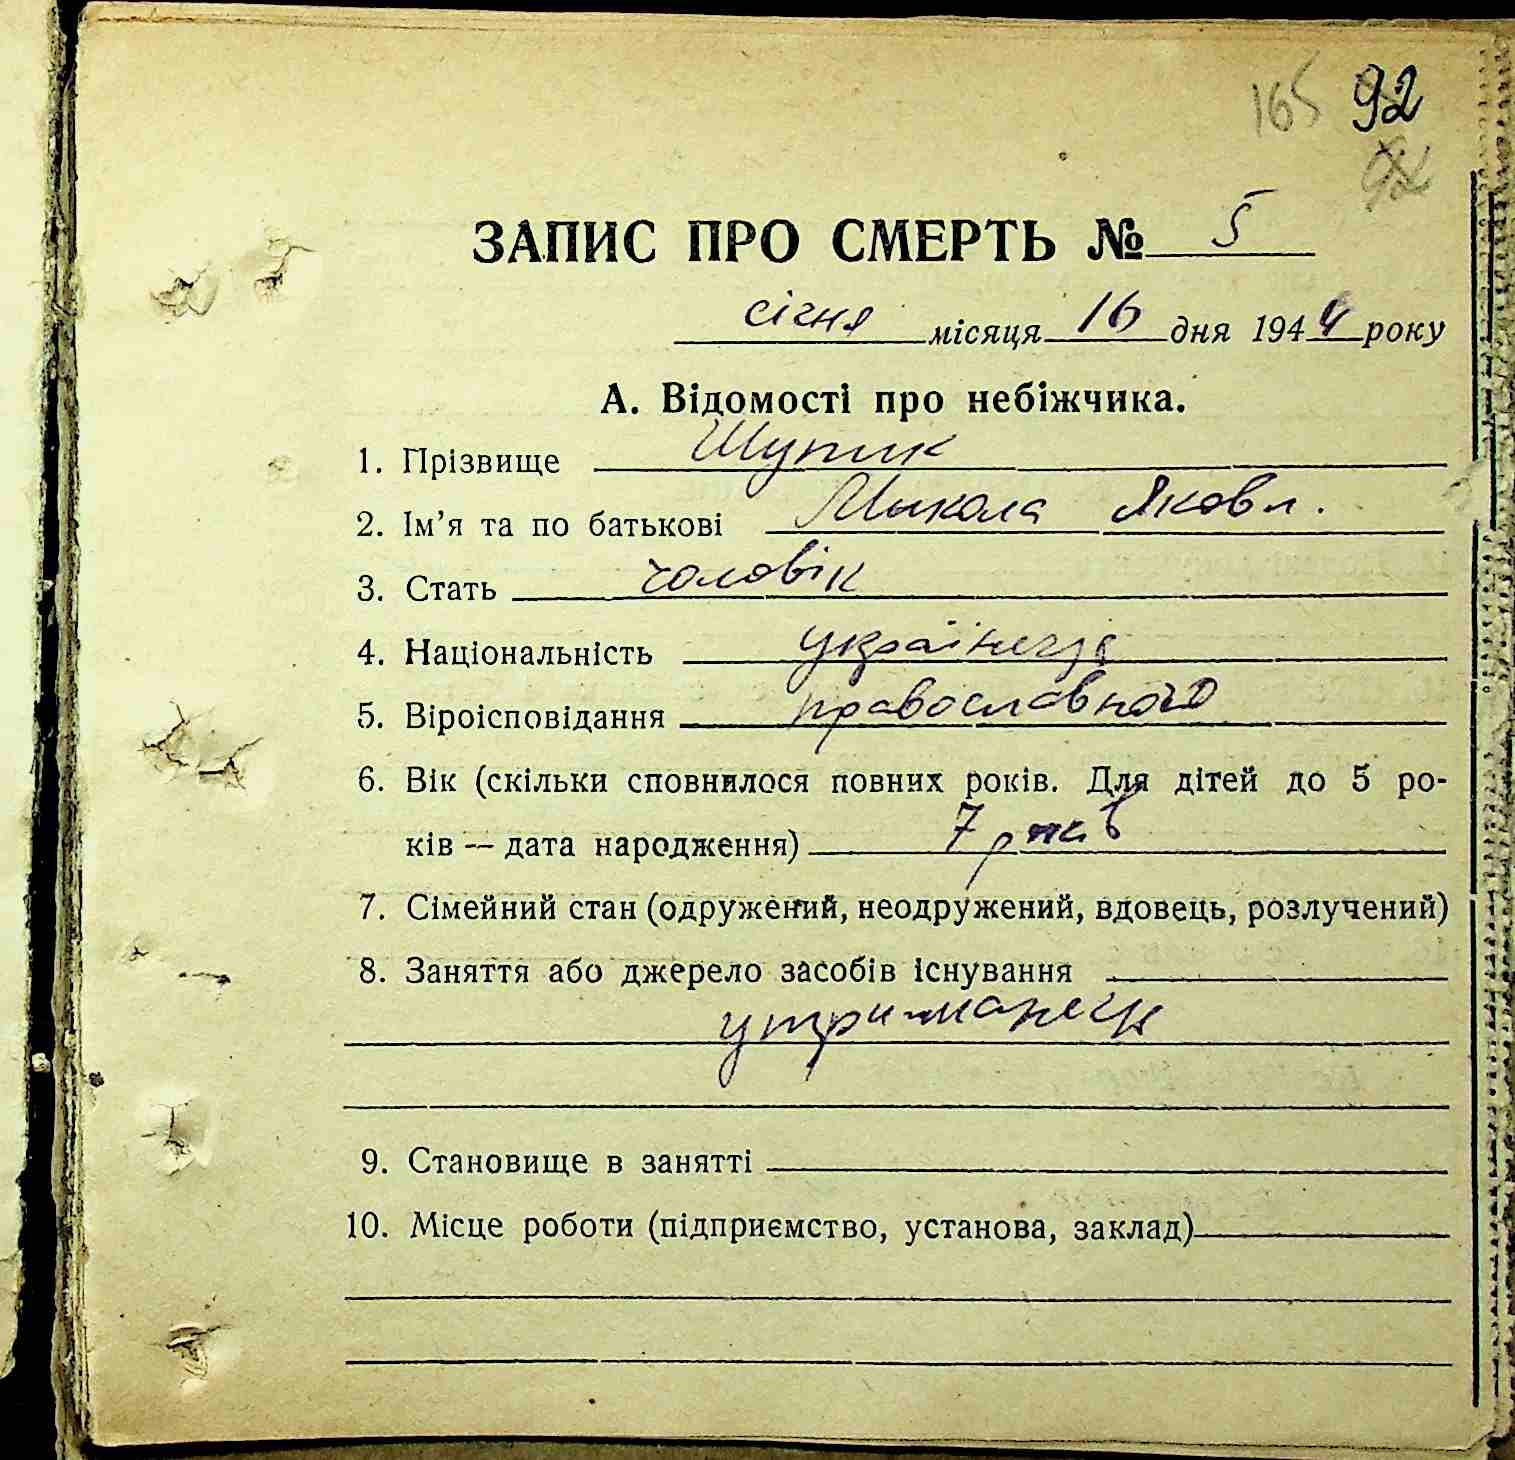 165 92
92
ЗАПИС ПРО СМЕРТЬ № 5
січня місяця 16 дня 1944 року
А. Відомості про небіжчика.
1. Прізвище Шупик
2. Ім'я та по батькові Микола Яковл.
3. Стать чоловік
4. Національність українець
5. Віроісповідання православного
6. Вік (скільки сповнилося повних років. Для дітей до 5 ро-
ків — дата народження) 7 років
7. Сімейний стан (одружений, неодружений, вдовець, розлучений)
8. Заняття або джерело засобів існування
утриманець
9. Становище в занятті
10. Місце роботи (підприємство, установа, заклад)